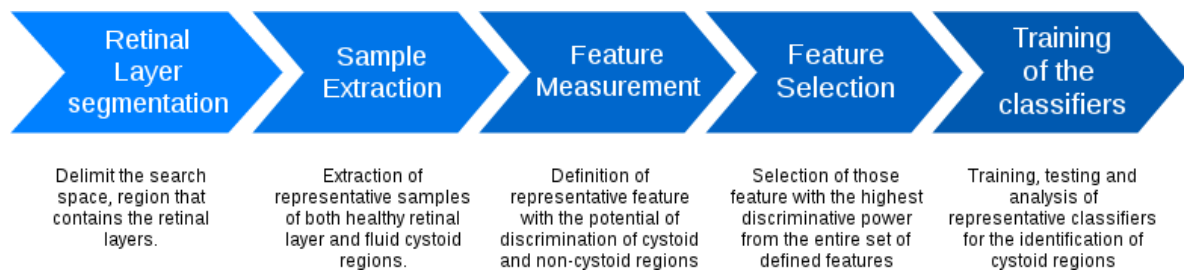 Retinal
Layer
segmentation
Sample
Extraction
Feature
Measurement
Feature
Selection
Training
of the
classifiers
Delimit the search
space, region that
contains the retinal
layers.
Extraction of
representative samples
of both healthy retinal
layer and fluid cystoid
regions.
Definition of
representative feature
with the potential of
discrimination of cystoid
and non-cystoid regions
Selection of those
feature with the highest
discriminative power
from the entire set of
defined features
Training, testing and
analysis of
representative classifiers
for the identification of
cystoid regions